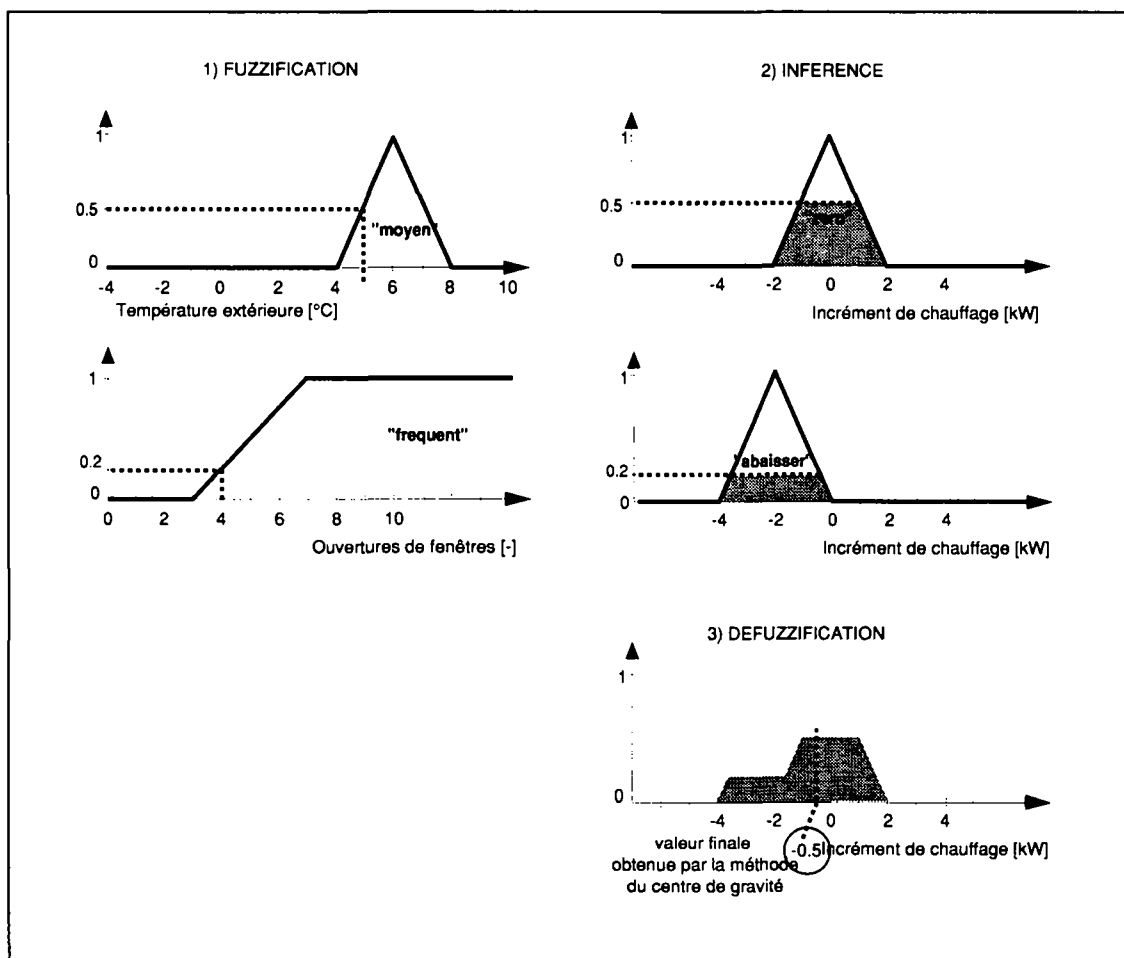 1) FUZZIFICATION
1
0.5
"moyen"
0
-4 -2 0 2 4 6 8 10
Température extérieure [°C]
1
"frequent"
0.2
0
0 2 4 6 8 10
Ouvertures de fenêtres [-]
2) INFERENCE
1
0.5
"zero"
0
-4 -2 0 2 4
Incrément de chauffage [kW]
1
"abaisser"
0.2
0
-4 -2 0 2 4
Incrément de chauffage [kW]
3) DEFUZZIFICATION
1
0
-4 -2 0 2 4
-0.5 Incrément de chauffage [kW]
valeur finale
obtenue par la méthode
du centre de gravité